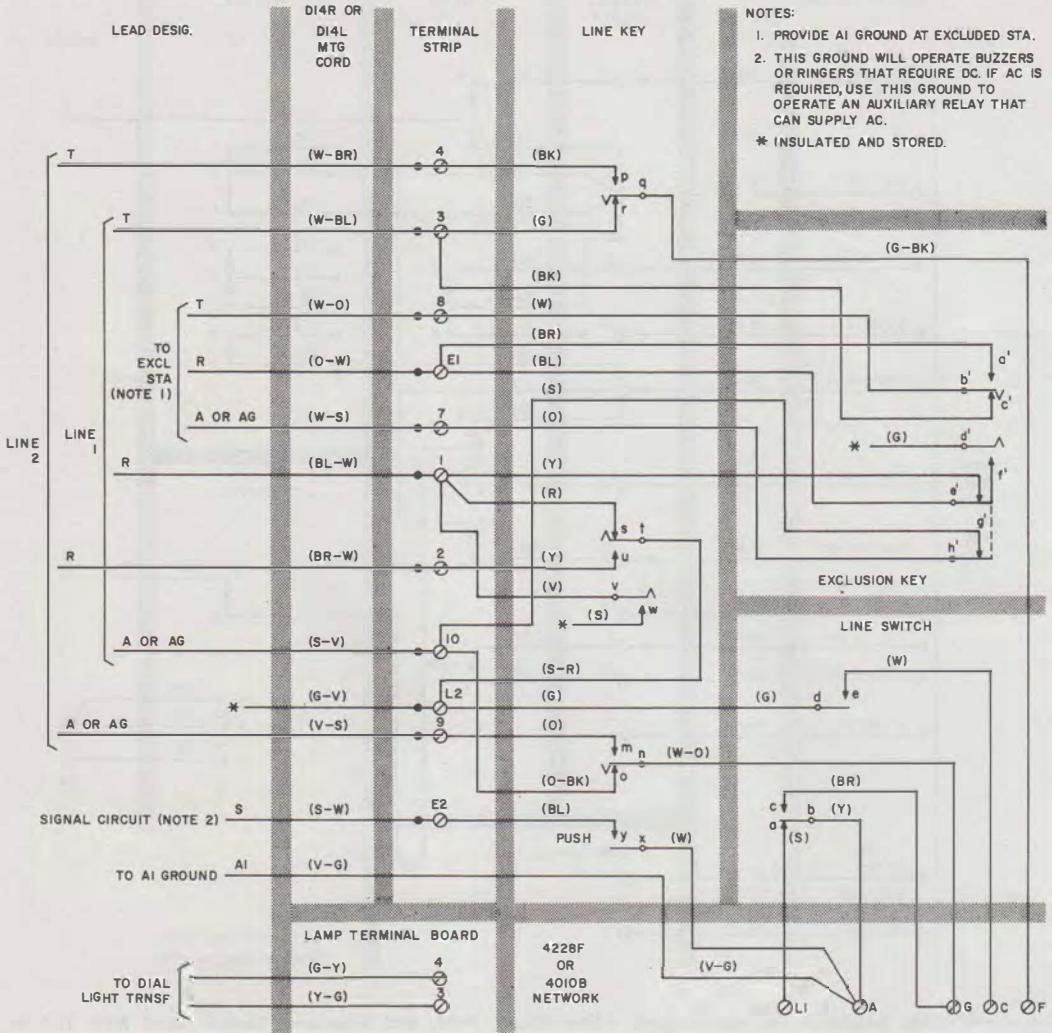 LEAD DESIG.
D14R OR
D14L
MTG
CORD
TERMINAL
STRIP
LINE KEY
NOTES:
1. PROVIDE A1 GROUND AT EXCLUDED STA.
2. THIS GROUND WILL OPERATE BUZZERS
OR RINGERS THAT REQUIRE DC. IF AC IS
REQUIRED, USE THIS GROUND TO
OPERATE AN AUXILIARY RELAY THAT
CAN SUPPLY AC.
* INSULATED AND STORED.
T (W-BR) 4 (BK) p q
T (W-BL) 3 (G) r
(G-BK)
(BK)
T (W-O) 8 (W)
(BR) a'
TO
EXCL
STA
(NOTE 1)
R (O-W) E1 (BL) b' c'
(S)
A OR AG (W-S) 7 (O)
* (G) d'
LINE
2
LINE
1
R (BL-W) 1 (Y) f'
(R) e'
s t g'
R (BR-W) 2 (Y) u h'
(V) v
* (S) w
EXCLUSION KEY
LINE SWITCH
A OR AG (S-V) 10
(S-R) (W)
* (G-V) L2 (G) (G) d e
A OR AG (V-S) 9 (O)
m n (W-O)
(O-BK) o (BR)
SIGNAL CIRCUIT (NOTE 2) S (S-W) E2 (BL) c b (Y)
a (S)
PUSH y x (W)
TO A1 GROUND A1 (V-G)
LAMP TERMINAL BOARD
4228F
OR
4010B
NETWORK
(V-G)
TO DIAL
LIGHT TRNSF
(G-Y) 4
(Y-G) 3
L1 A G C F